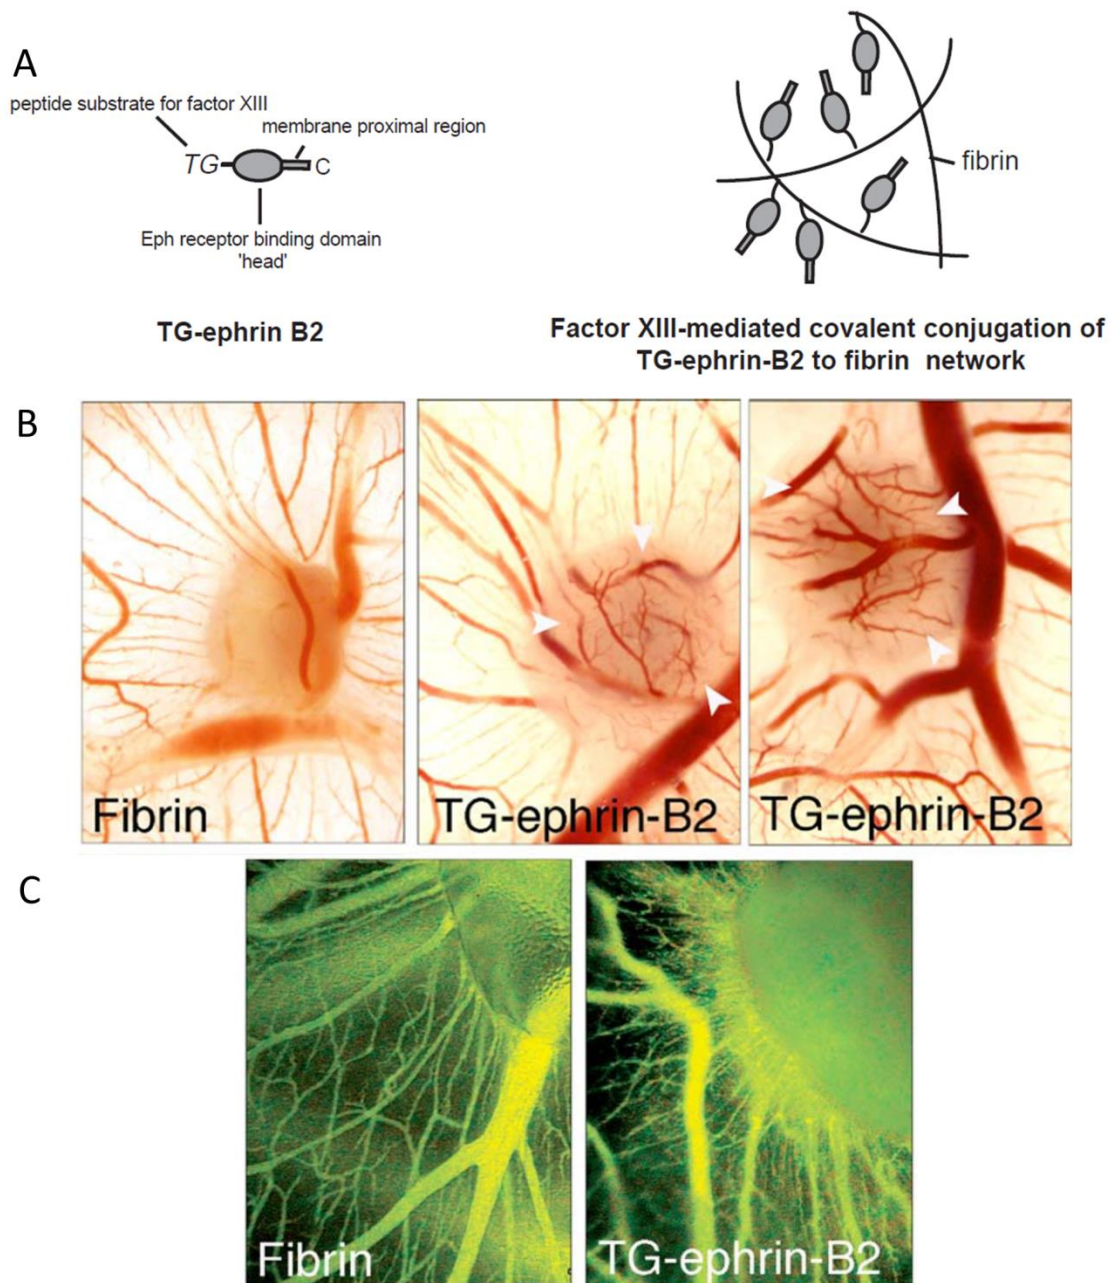 A
peptide substrate for factor XIII
membrane proximal region
TG
C
Eph receptor binding domain
'head'
TG-ephrin B2
fibrin
Factor XIII-mediated covalent conjugation of
TG-ephrin-B2 to fibrin network
B
Fibrin
TG-ephrin-B2
TG-ephrin-B2
C
Fibrin
TG-ephrin-B2